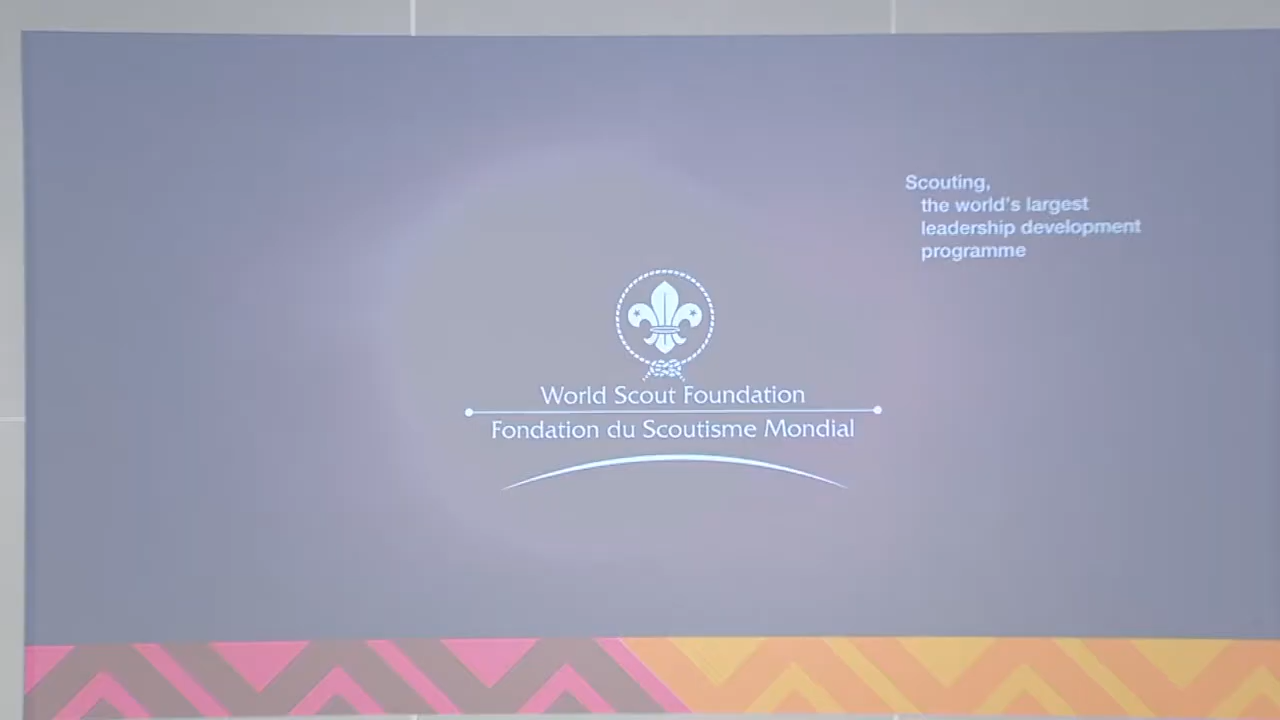 Scouting,
the world's largest
leadership development
programme
World Scout Foundation
Fondation du Scoutisme Mondial